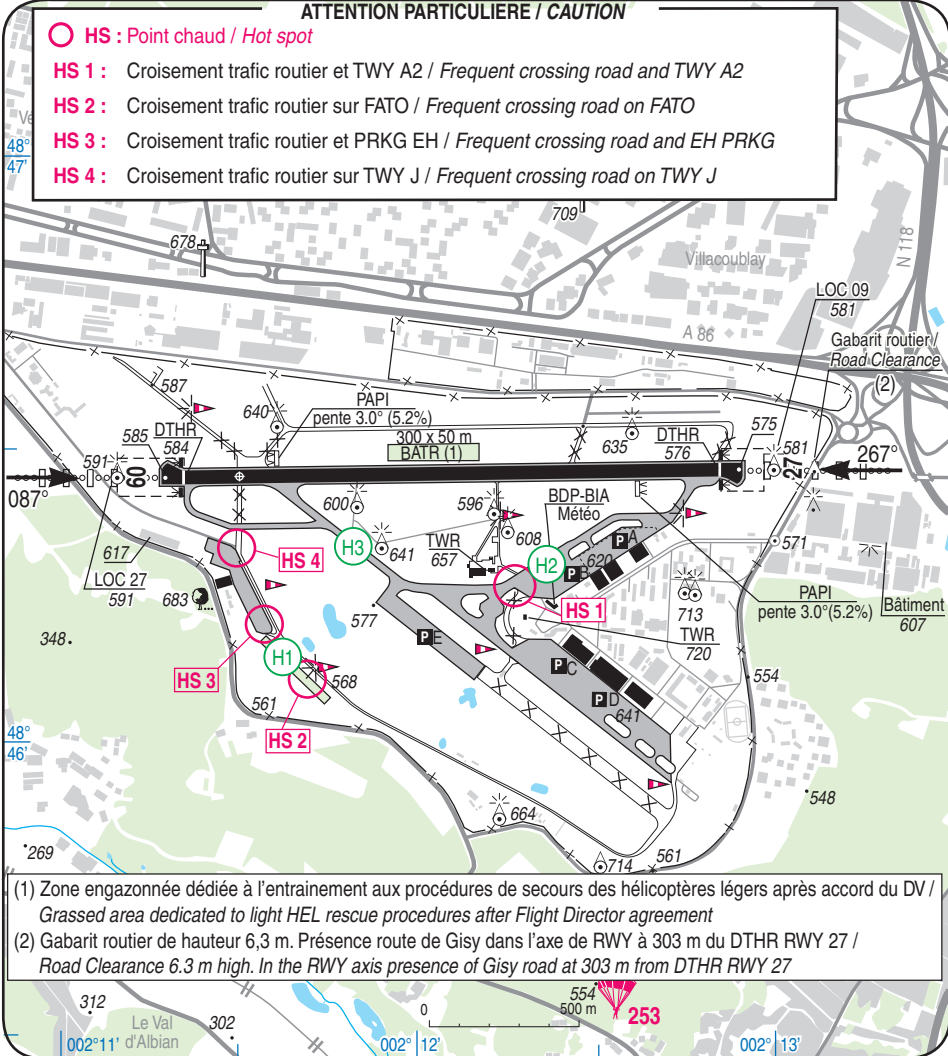 ATTENTION PARTICULIERE / CAUTION
HS : Point chaud / Hot spot
HS 1 : Croisement trafic routier et TWY A2 / Frequent crossing road and TWY A2
HS 2 : Croisement trafic routier sur FATO / Frequent crossing road on FATO
HS 3 : Croisement trafic routier et PRKG EH / Frequent crossing road and EH PRKG
HS 4 : Croisement trafic routier sur TWY J / Frequent crossing road on TWY J
48°
47'
709
678
Villacoublay
N 118
LOC 09
581
A 86
Gabarit routier /
Road Clearance
(2)
587
PAPI
pente 3.0° (5.2%)
640
300 x 50 m
BATR (1)
635
585
DTHR
584
DTHR
576
575
581
591
09
27
087°
267°
600
596
BDP-BIA
Météo
608
H3
641
TWR
657
H2
PA
620
PB
571
617
HS 4
LOC 27
591
683
HS 1
713
PAPI
pente 3.0°(5.2%)
Bâtiment
607
577
PE
TWR
720
348
HS 3
H1
568
PC
PD
641
554
561
HS 2
48°
46'
548
664
714
561
269
(1) Zone engazonnée dédiée à l'entrainement aux procédures de secours des hélicoptères légers après accord du DV /
Grassed area dedicated to light HEL rescue procedures after Flight Director agreement
(2) Gabarit routier de hauteur 6,3 m. Présence route de Gisy dans l'axe de RWY à 303 m du DTHR RWY 27 /
Road Clearance 6.3 m high. In the RWY axis presence of Gisy road at 303 m from DTHR RWY 27
312
Le Val
d'Albian
302
0
500 m
554
253
002°11'
002° 12'
002° 13'